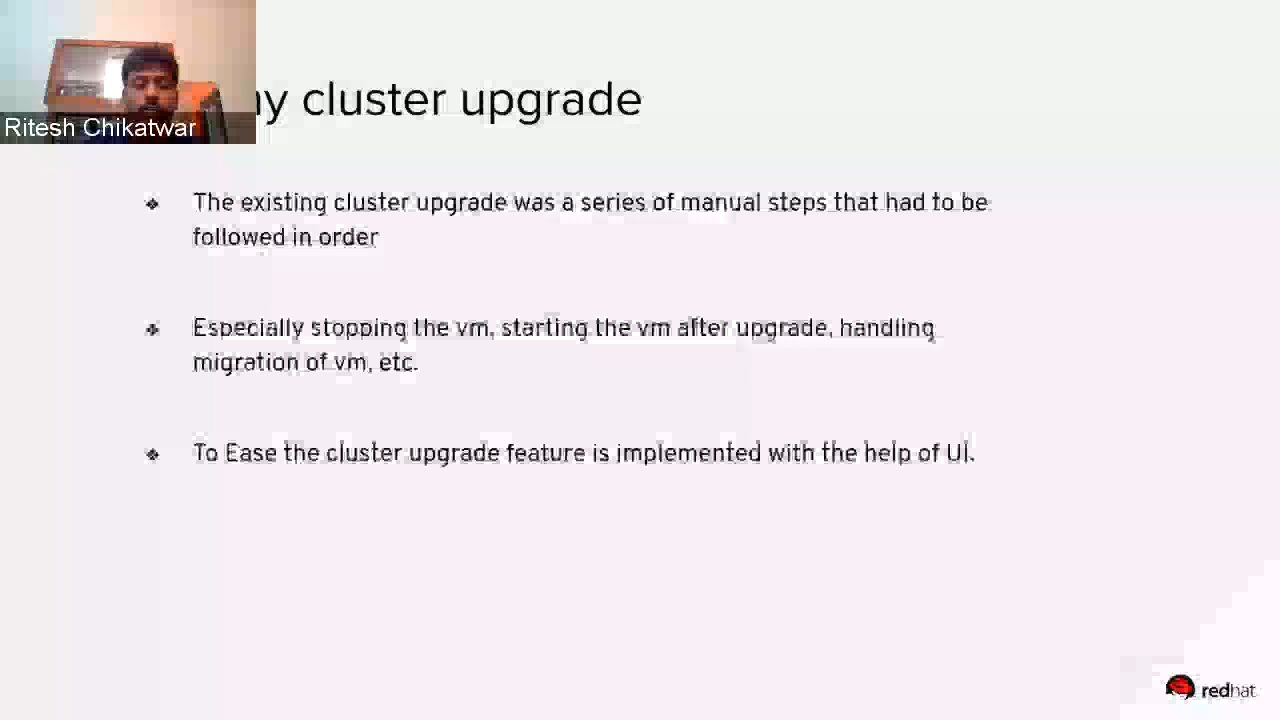 cluster upgrade
Ritesh Chikatwar
❖ The existing cluster upgrade was a series of manual steps that had to be
followed in order
❖ Especially stopping the vm, starting the vm after upgrade, handling
migration of vm, etc.
❖ To Ease the cluster upgrade feature is implemented with the help of UI.
redhat